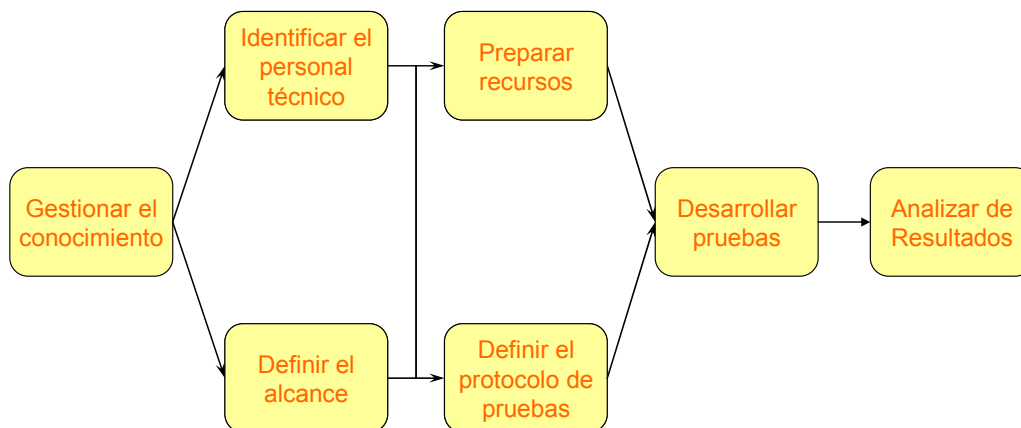 Identificar el
personal
técnico
Preparar
recursos
Gestionar el
conocimiento
Desarrollar
pruebas
Analizar de
Resultados
Definir el
alcance
Definir el
protocolo de
pruebas